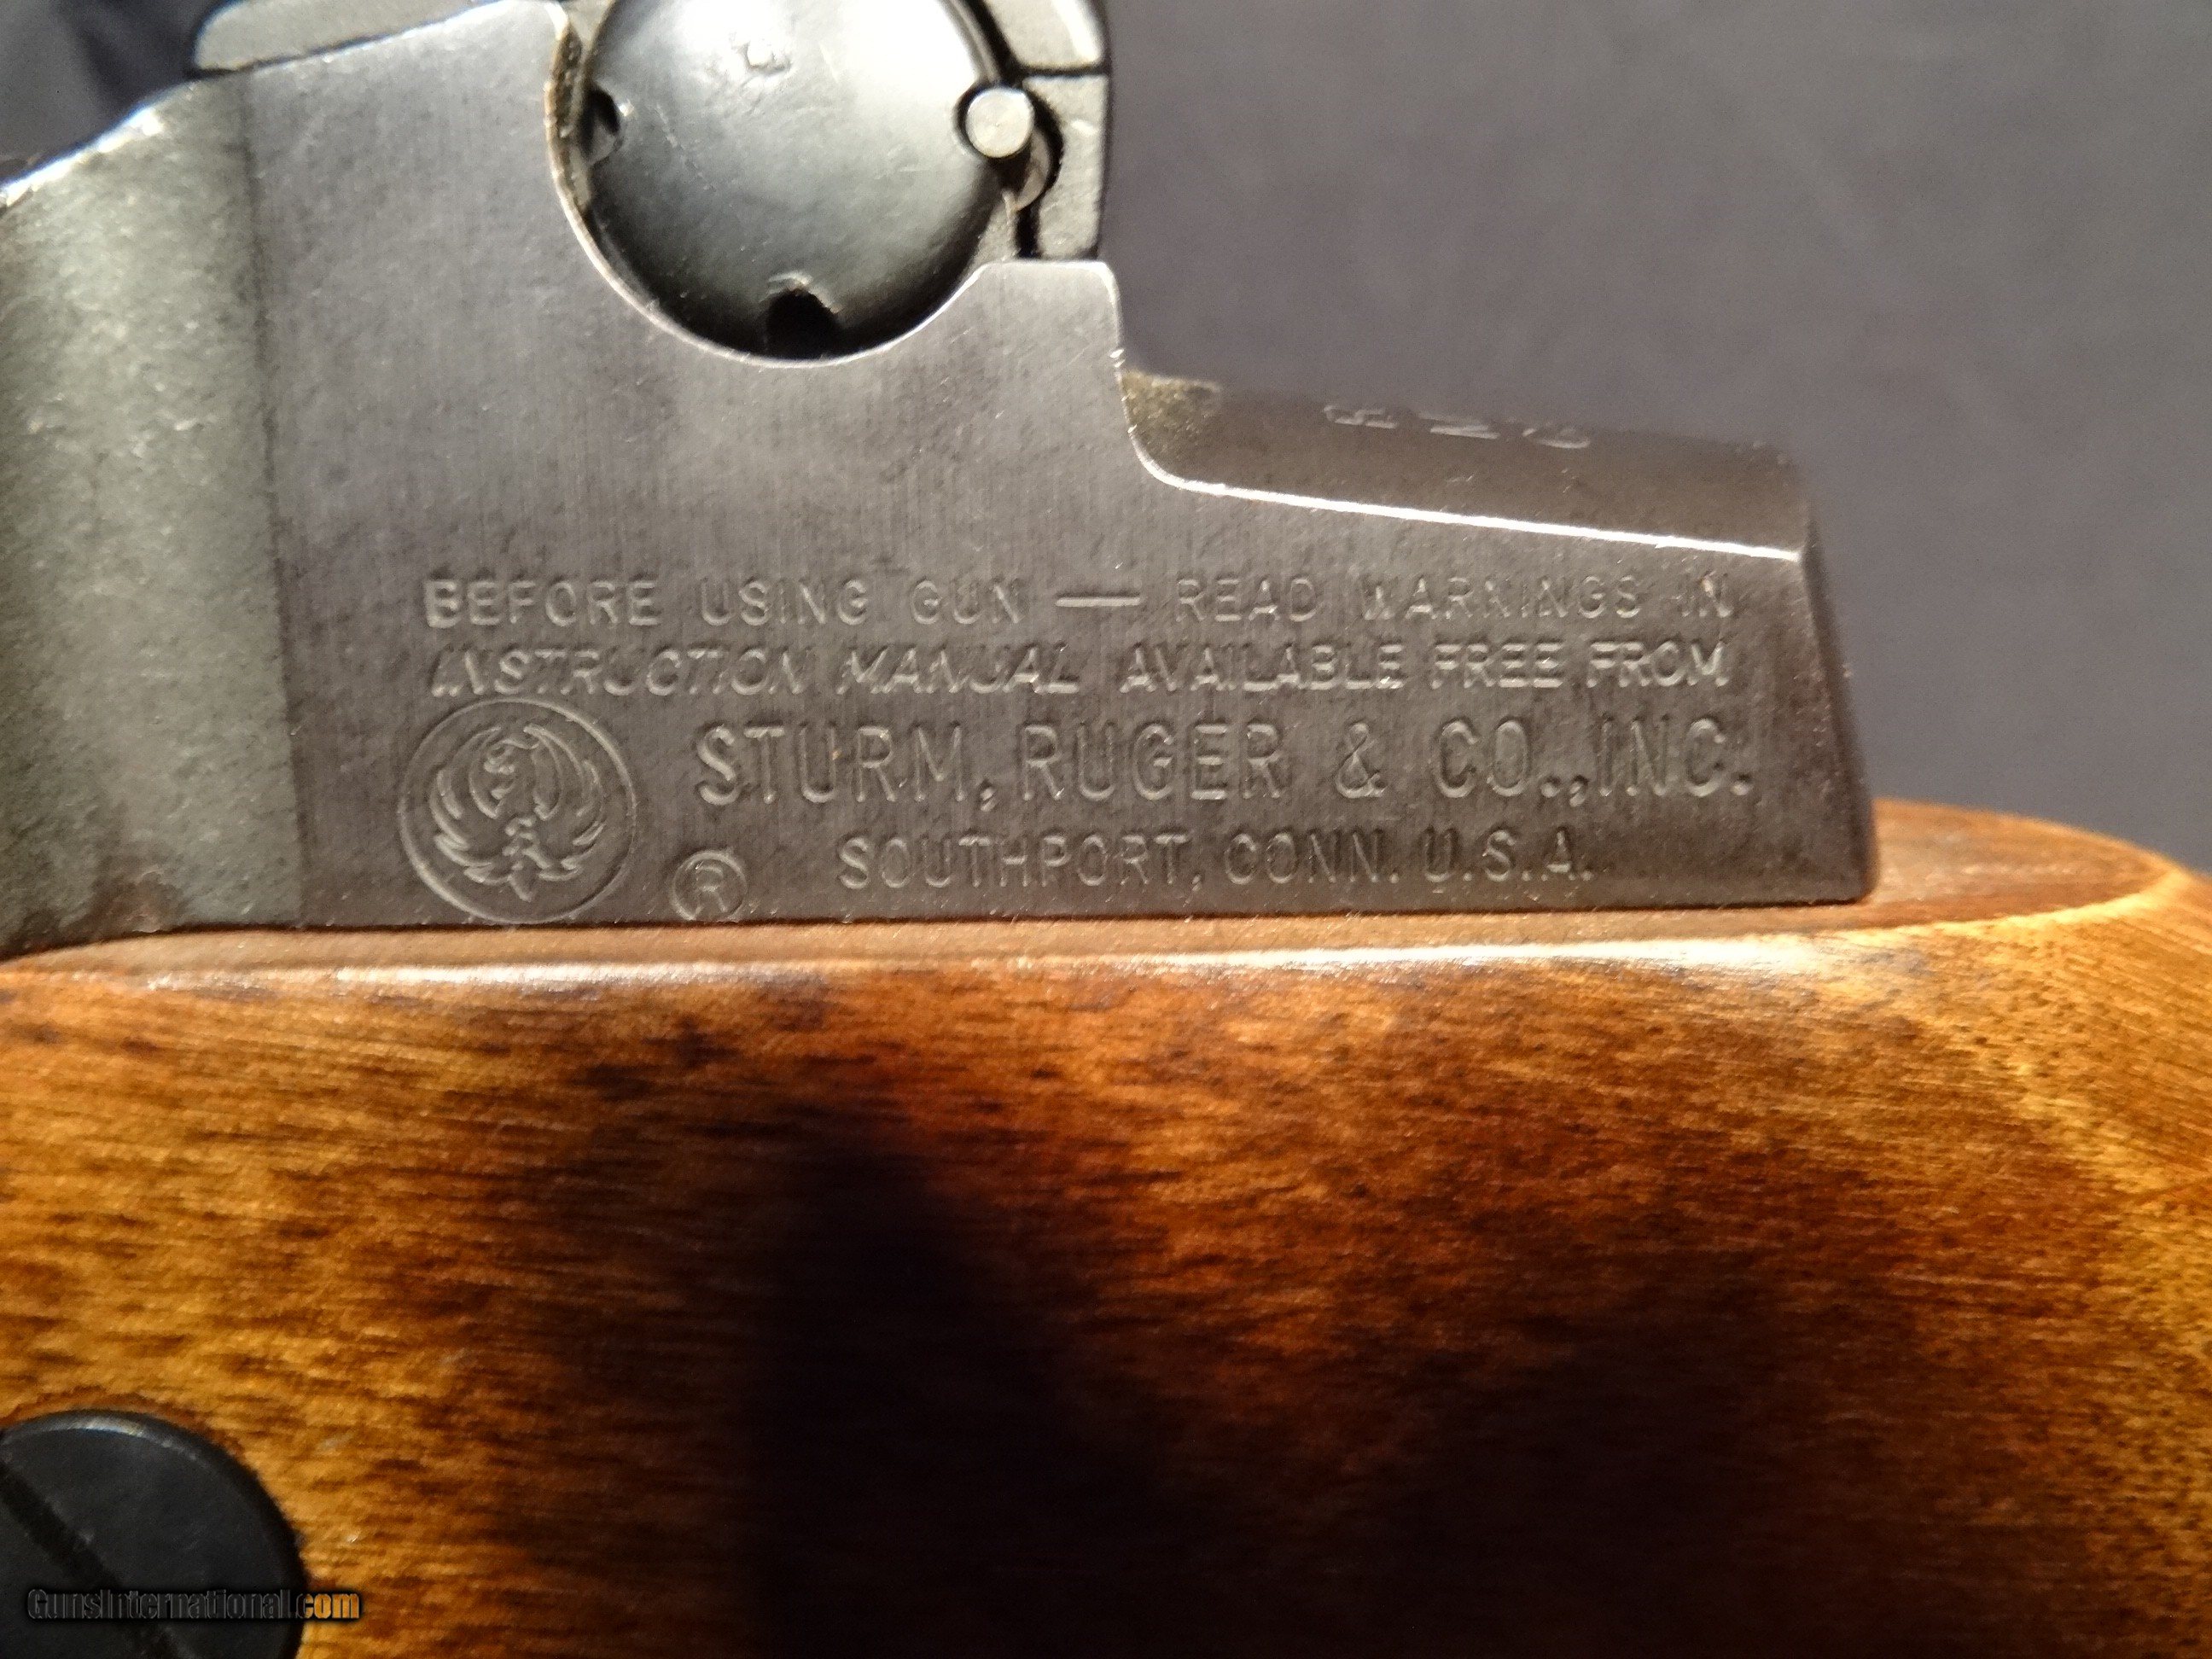 BEFORE USING GUN — READ WARNINGS IN
INSTRUCTION MANUAL AVAILABLE FREE FROM
STURM, RUGER & CO., INC.
® SOUTHPORT, CONN. U.S.A.
GunsInternational.com